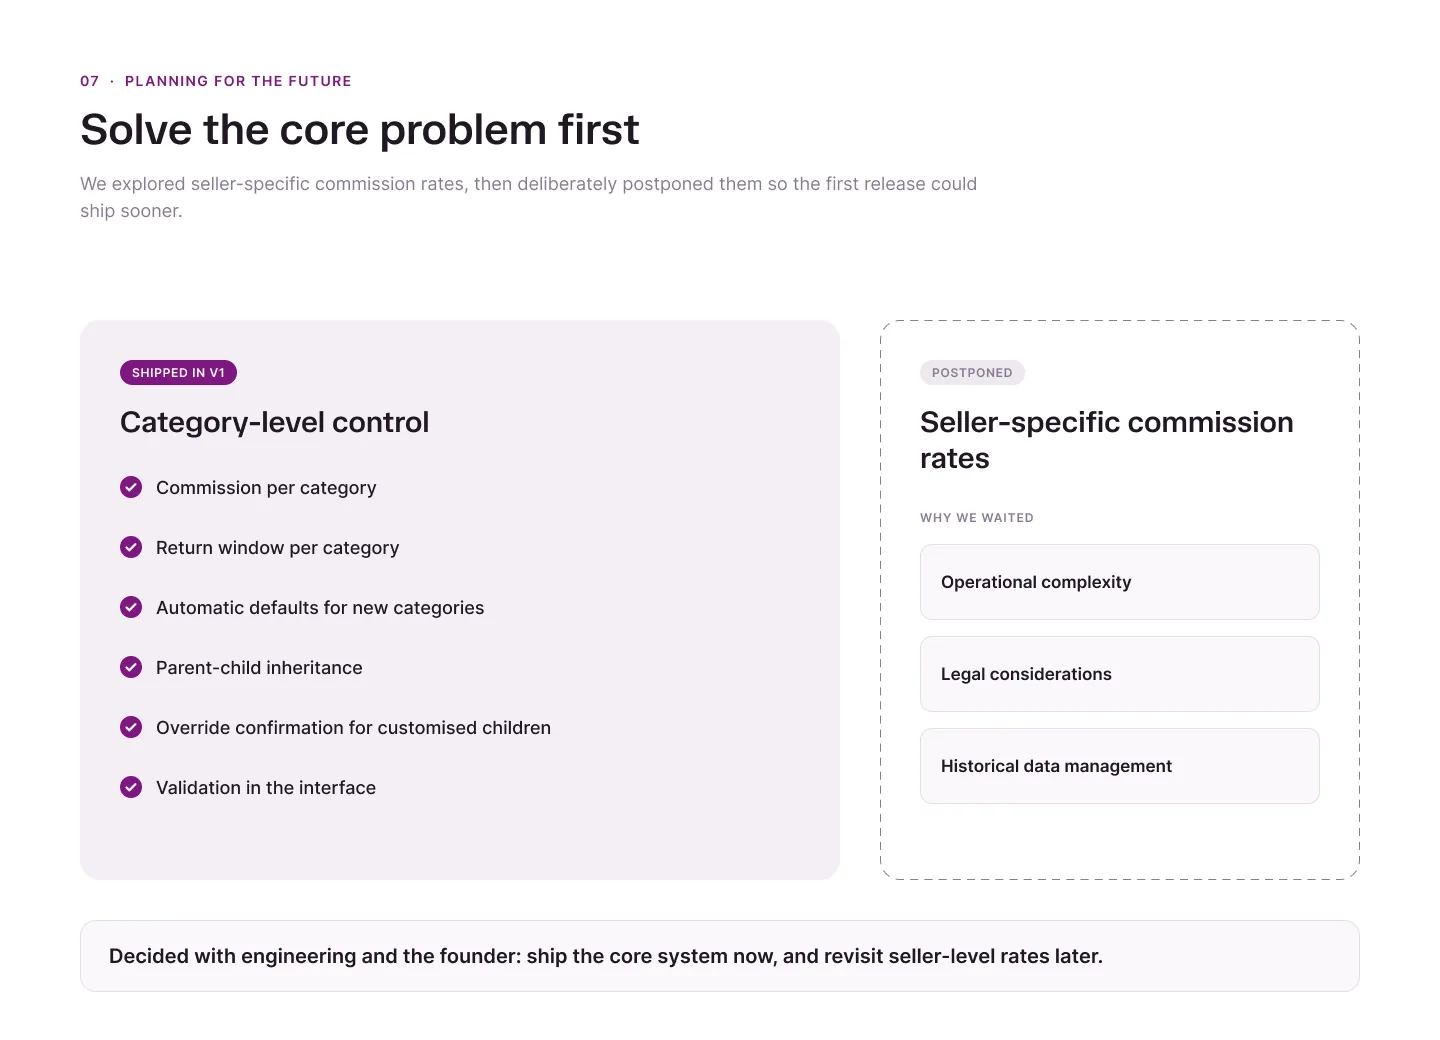 07 · PLANNING FOR THE FUTURE
Solve the core problem first
We explored seller-specific commission rates, then deliberately postponed them so the first release could
ship sooner.
SHIPPED IN V1
Category-level control
Commission per category
Return window per category
Automatic defaults for new categories
Parent-child inheritance
Override confirmation for customised children
Validation in the interface
POSTPONED
Seller-specific commission
rates
WHY WE WAITED
Operational complexity
Legal considerations
Historical data management
Decided with engineering and the founder: ship the core system now, and revisit seller-level rates later.